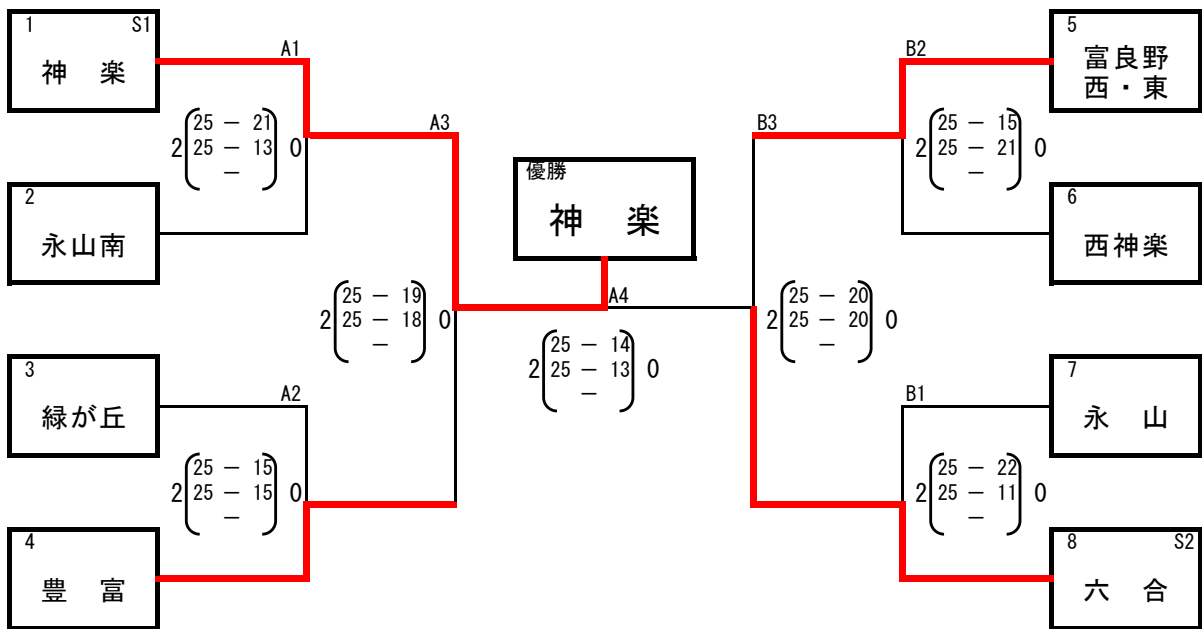 1 S1
神 楽
2
永山南
3
緑が丘
4
豊 富
A1
2 25 － 21 0
25 － 13
－
A3
A2
2 25 － 15 0
25 － 15
－
2 25 － 19 0
25 － 18
－
優勝
神 楽
A4
2 25 － 14 0
25 － 13
－
B3
2 25 － 20 0
25 － 20
－
B2
2 25 － 15 0
25 － 21
－
B1
2 25 － 22 0
25 － 11
－
5
富良野
西・東
6
西神楽
7
永 山
8 S2
六 合